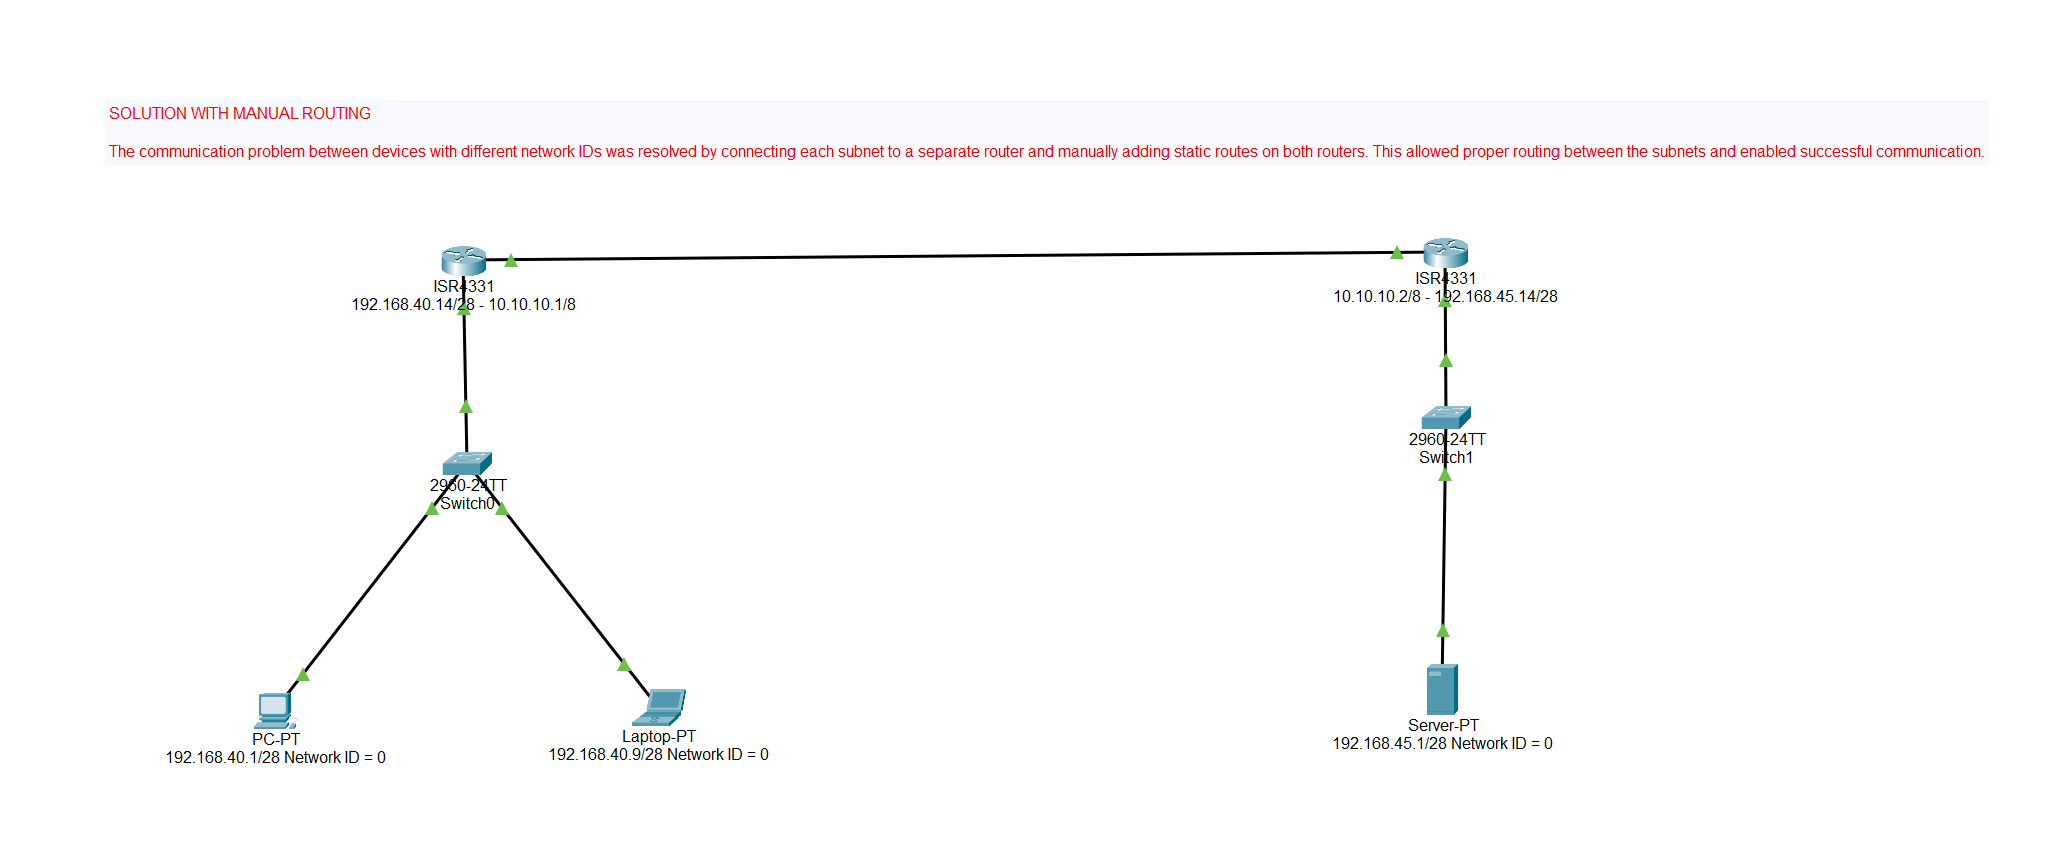 SOLUTION WITH MANUAL ROUTING
The communication problem between devices with different network IDs was resolved by connecting each subnet to a separate router and manually adding static routes on both routers. This allowed proper routing between the subnets and enabled successful communication.
ISR4331
192.168.40.14/28 - 10.10.10.1/8
ISR4331
10.10.10.2/8 - 192.168.45.14/28
2960-24TT
Switch0
2960-24TT
Switch1
PC-PT
192.168.40.1/28 Network ID = 0
Laptop-PT
192.168.40.9/28 Network ID = 0
Server-PT
192.168.45.1/28 Network ID = 0